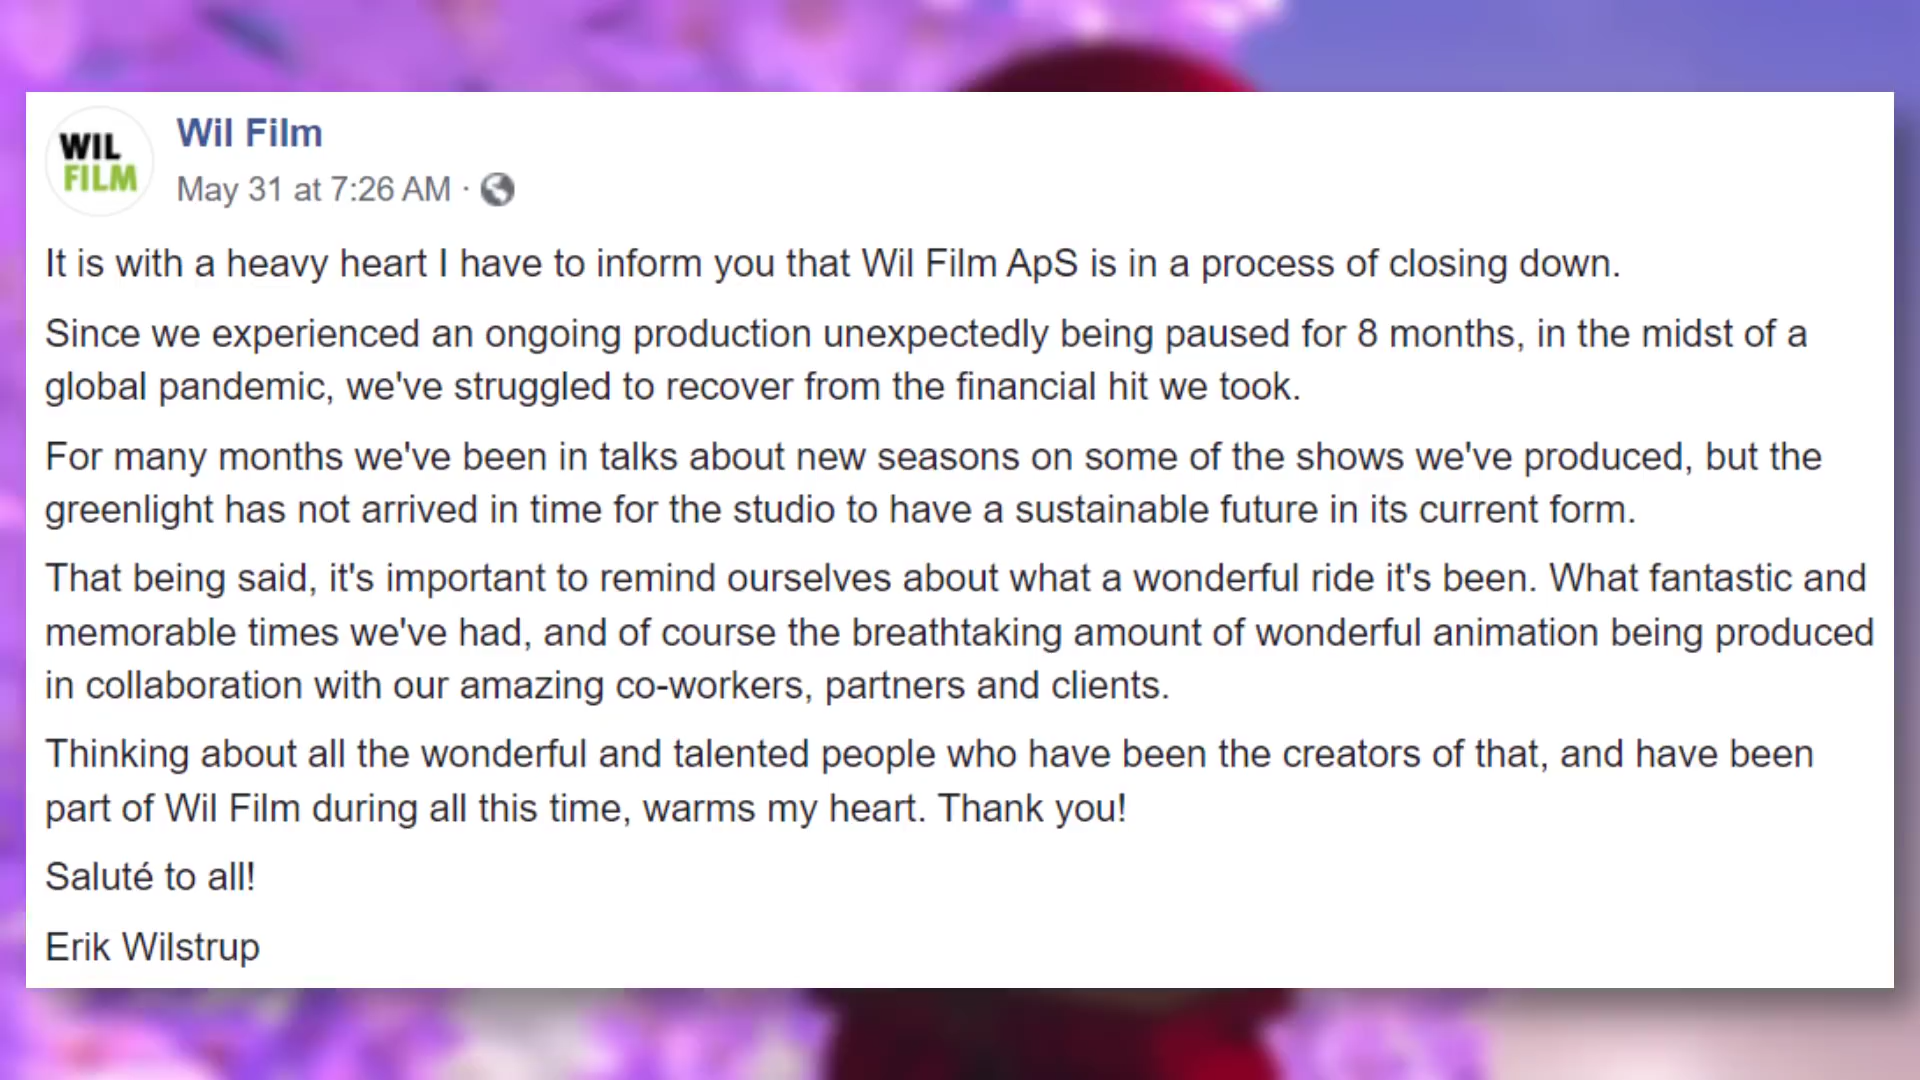 WIL
FILM
Wil Film
May 31 at 7:26 AM ·
It is with a heavy heart I have to inform you that Wil Film ApS is in a process of closing down.
Since we experienced an ongoing production unexpectedly being paused for 8 months, in the midst of a
global pandemic, we've struggled to recover from the financial hit we took.
For many months we've been in talks about new seasons on some of the shows we've produced, but the
greenlight has not arrived in time for the studio to have a sustainable future in its current form.
That being said, it's important to remind ourselves about what a wonderful ride it's been. What fantastic and
memorable times we've had, and of course the breathtaking amount of wonderful animation being produced
in collaboration with our amazing co-workers, partners and clients.
Thinking about all the wonderful and talented people who have been the creators of that, and have been
part of Wil Film during all this time, warms my heart. Thank you!
Saluté to all!
Erik Wilstrup